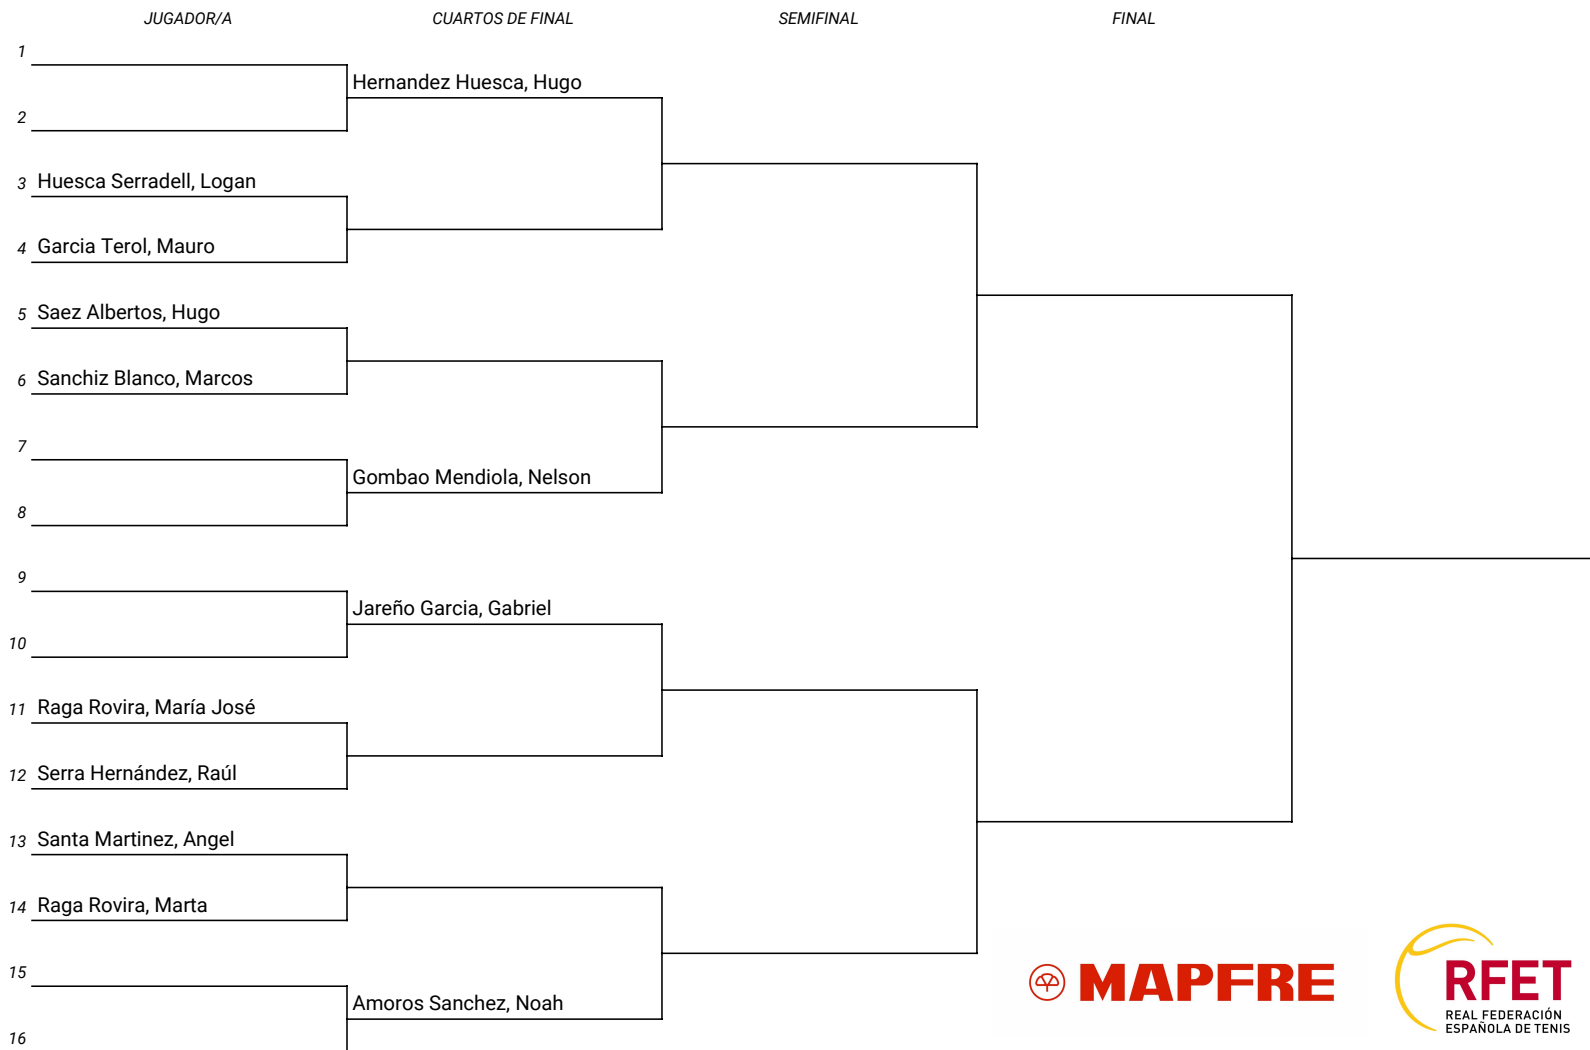 JUGADOR/A CUARTOS DE FINAL SEMIFINAL FINAL
1
Hernandez Huesca, Hugo
2
3 Huesca Serradell, Logan
4 Garcia Terol, Mauro
5 Saez Albertos, Hugo
6 Sanchiz Blanco, Marcos
7
Gombao Mendiola, Nelson
8
9
Jareño Garcia, Gabriel
10
11 Raga Rovira, María José
12 Serra Hernández, Raúl
13 Santa Martinez, Angel
14 Raga Rovira, Marta
15
Amoros Sanchez, Noah
16
MAPFRE
RFET
REAL FEDERACIÓN
ESPAÑOLA DE TENIS